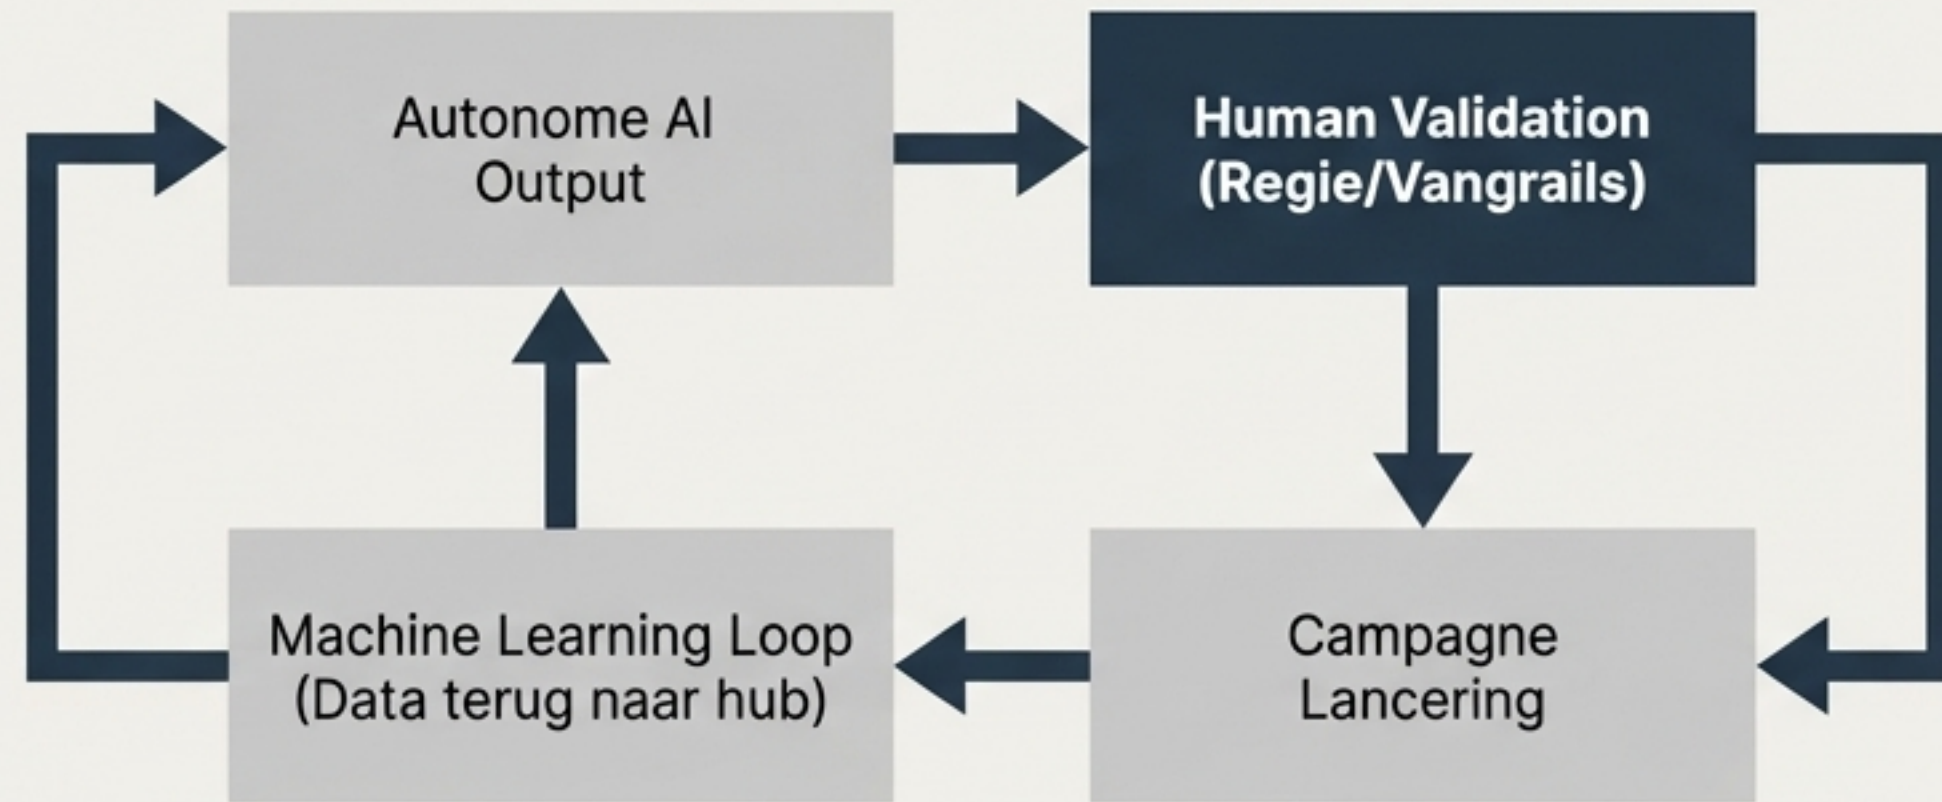 Autonome AI
Output
Human Validation
(Regie/Vangrails)
Machine Learning Loop
(Data terug naar hub)
Campagne
Lancering